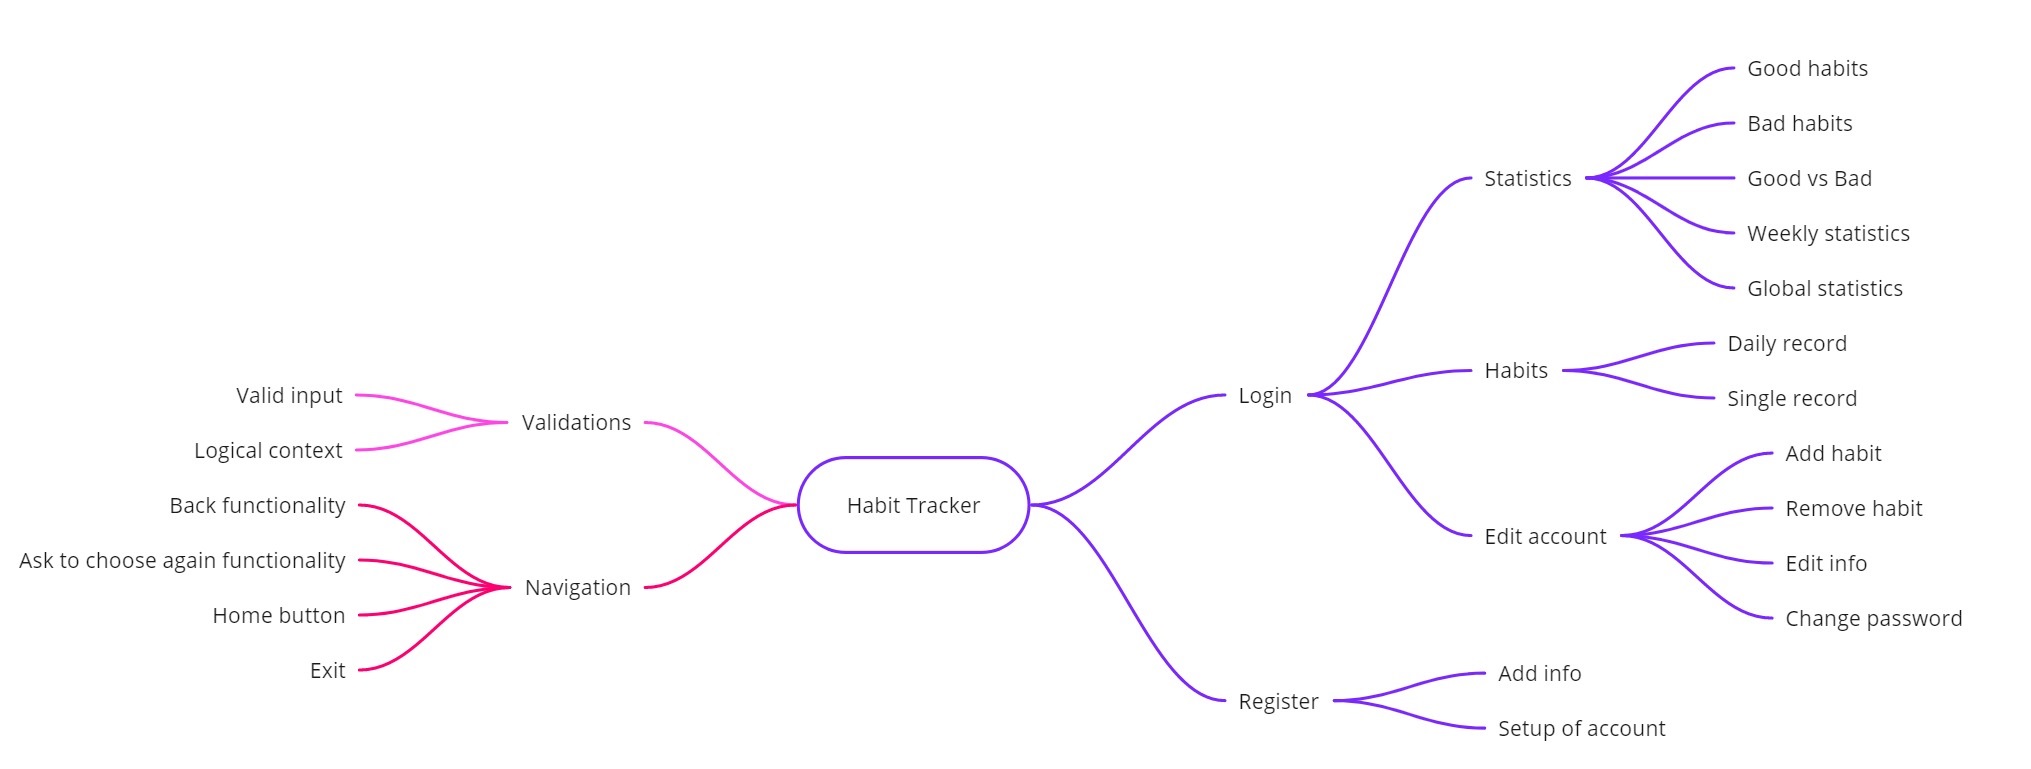 Habit Tracker
Validations
Valid input
Logical context
Navigation
Back functionality
Ask to choose again functionality
Home button
Exit
Login
Statistics
Good habits
Bad habits
Good vs Bad
Weekly statistics
Global statistics
Habits
Daily record
Single record
Edit account
Add habit
Remove habit
Edit info
Change password
Register
Add info
Setup of account